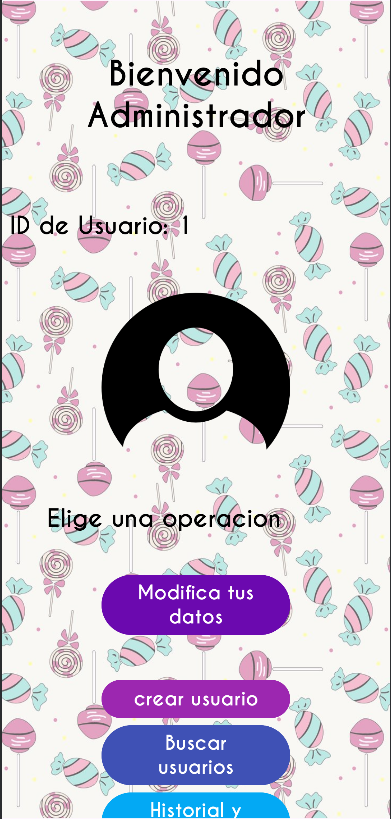 Bienvenido
Administrador
ID de Usuario: 1
Elige una operacion
Modifica tus
datos
crear usuario
Buscar
usuarios
Historial y